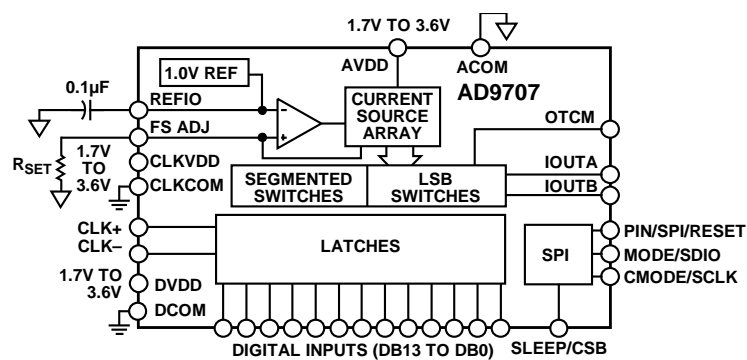 1.7V TO 3.6V
0.1µF
1.0V REF
AVDD
ACOM
AD9707
REFIO
CURRENT
SOURCE
ARRAY
OTCM
FS ADJ
RSET
1.7V
TO
3.6V
CLKVDD
CLKCOM
SEGMENTED
SWITCHES
LSB
SWITCHES
IOUTA
IOUTB
CLK+
CLK–
LATCHES
SPI
PIN/SPI/RESET
MODE/SDIO
CMODE/SCLK
1.7V TO
3.6V
DVDD
DCOM
DIGITAL INPUTS (DB13 TO DB0)
SLEEP/CSB
–
+